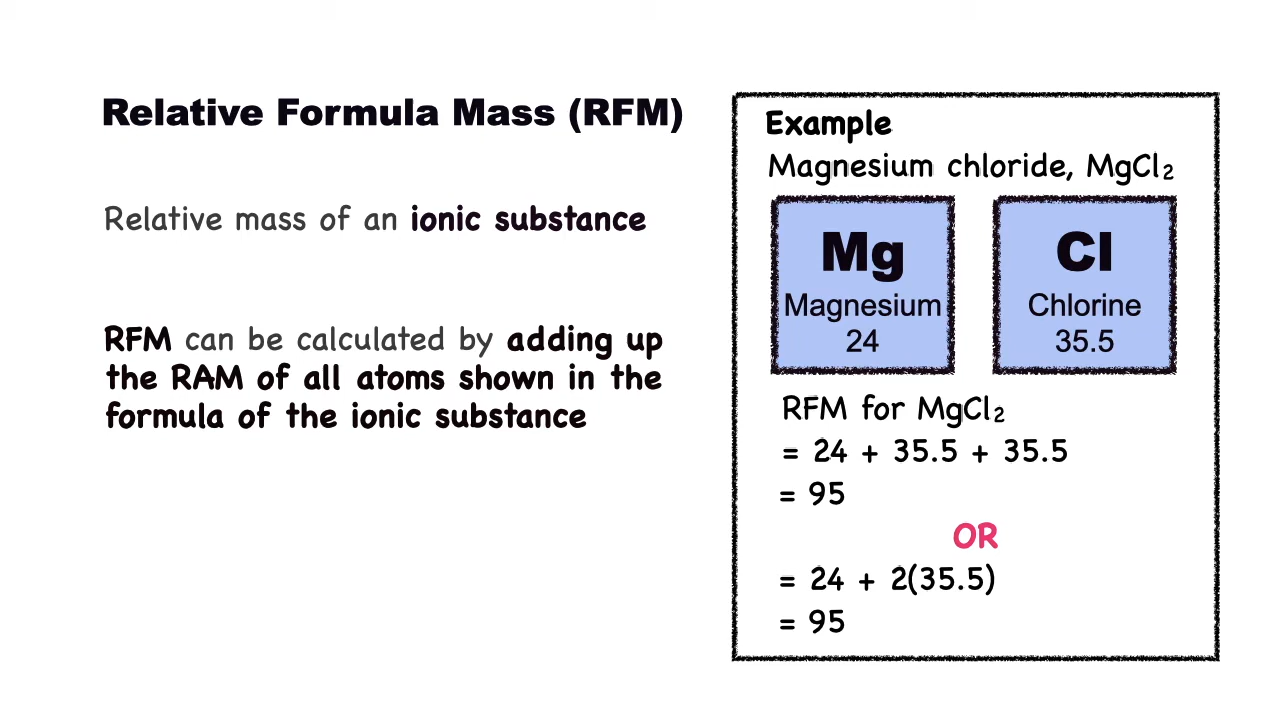 Relative Formula Mass (RFM)
Relative mass of an ionic substance
RFM can be calculated by adding up
the RAM of all atoms shown in the
formula of the ionic substance
Example
Magnesium chloride, MgCl₂
Mg
Magnesium
24
Cl
Chlorine
35.5
RFM for MgCl₂
= 24 + 35.5 + 35.5
= 95
OR
= 24 + 2(35.5)
= 95